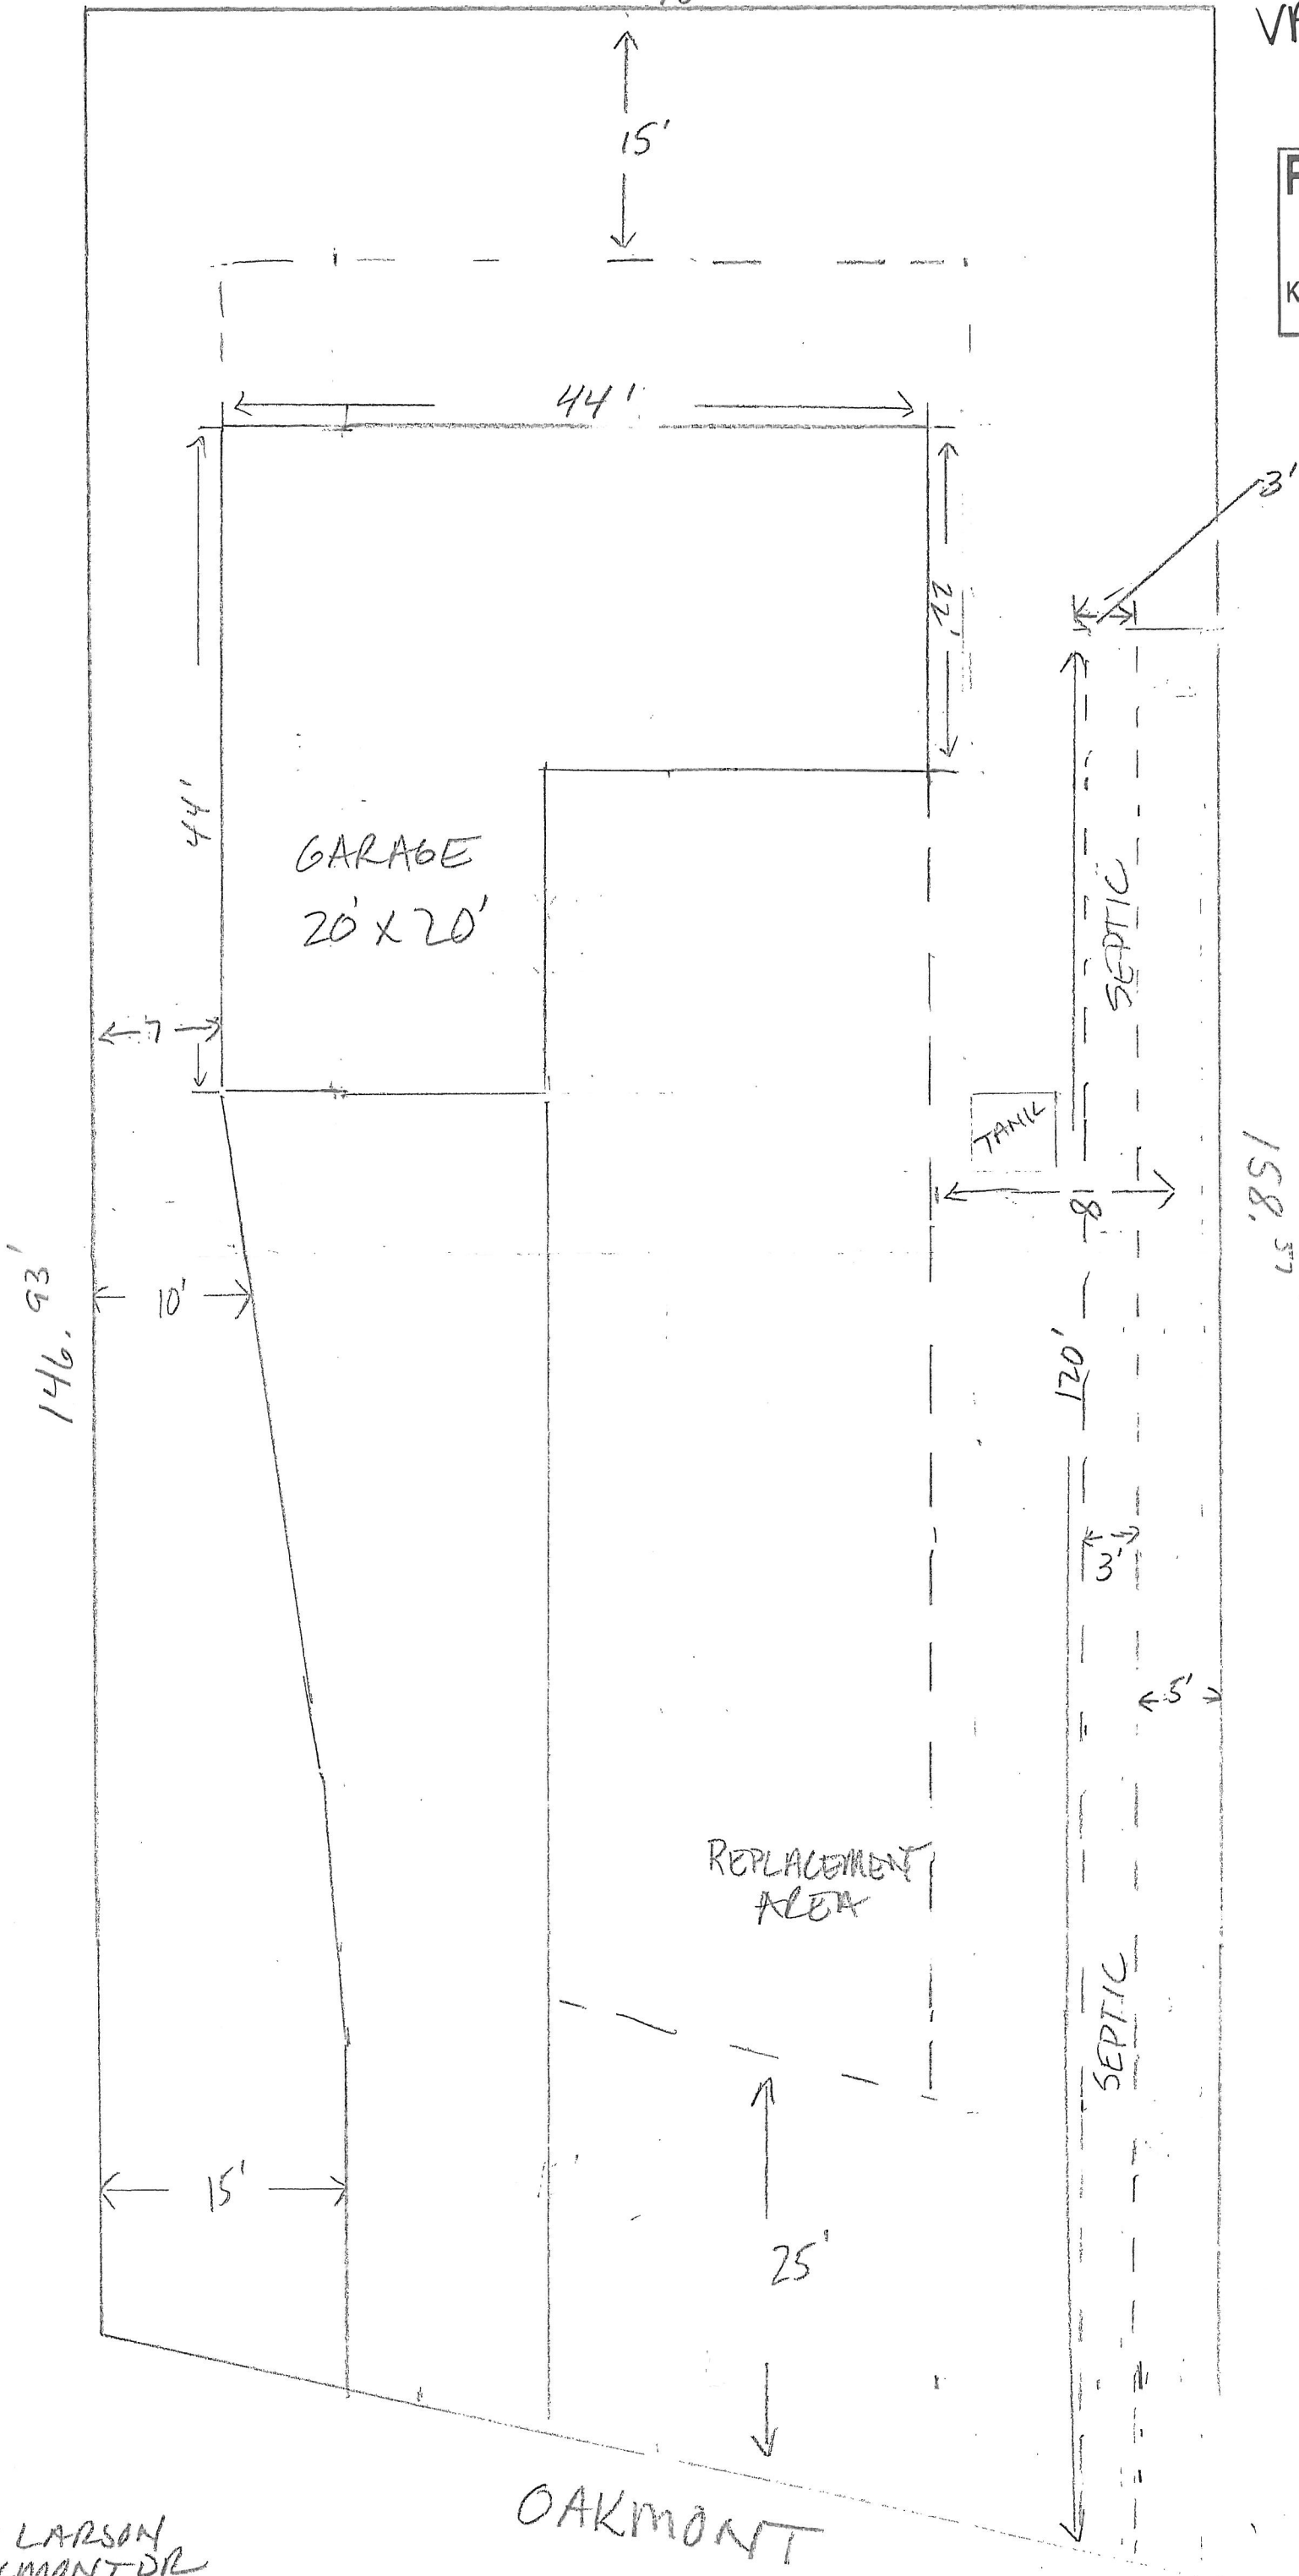 15'
44'
3'
22'
44'
GARAGE
20' X 20'
SEPTIC
7
TANK
8
158.57
10'
146.93'
120'
3'
5'
REPLACEMENT
AREA
SEPTIC
15'
25'
OAKMONT
LARSON